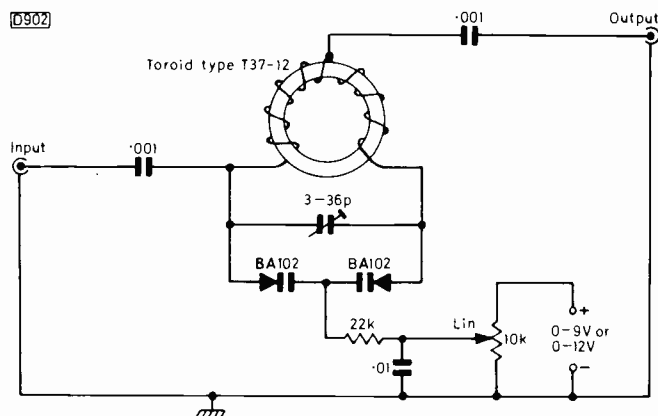 D902
.001
Output
Toroid type T37-12
Input
.001
3-36p
BA102
BA102
22k
Lin
10k
+
0-9V or
0-12V
-
.01